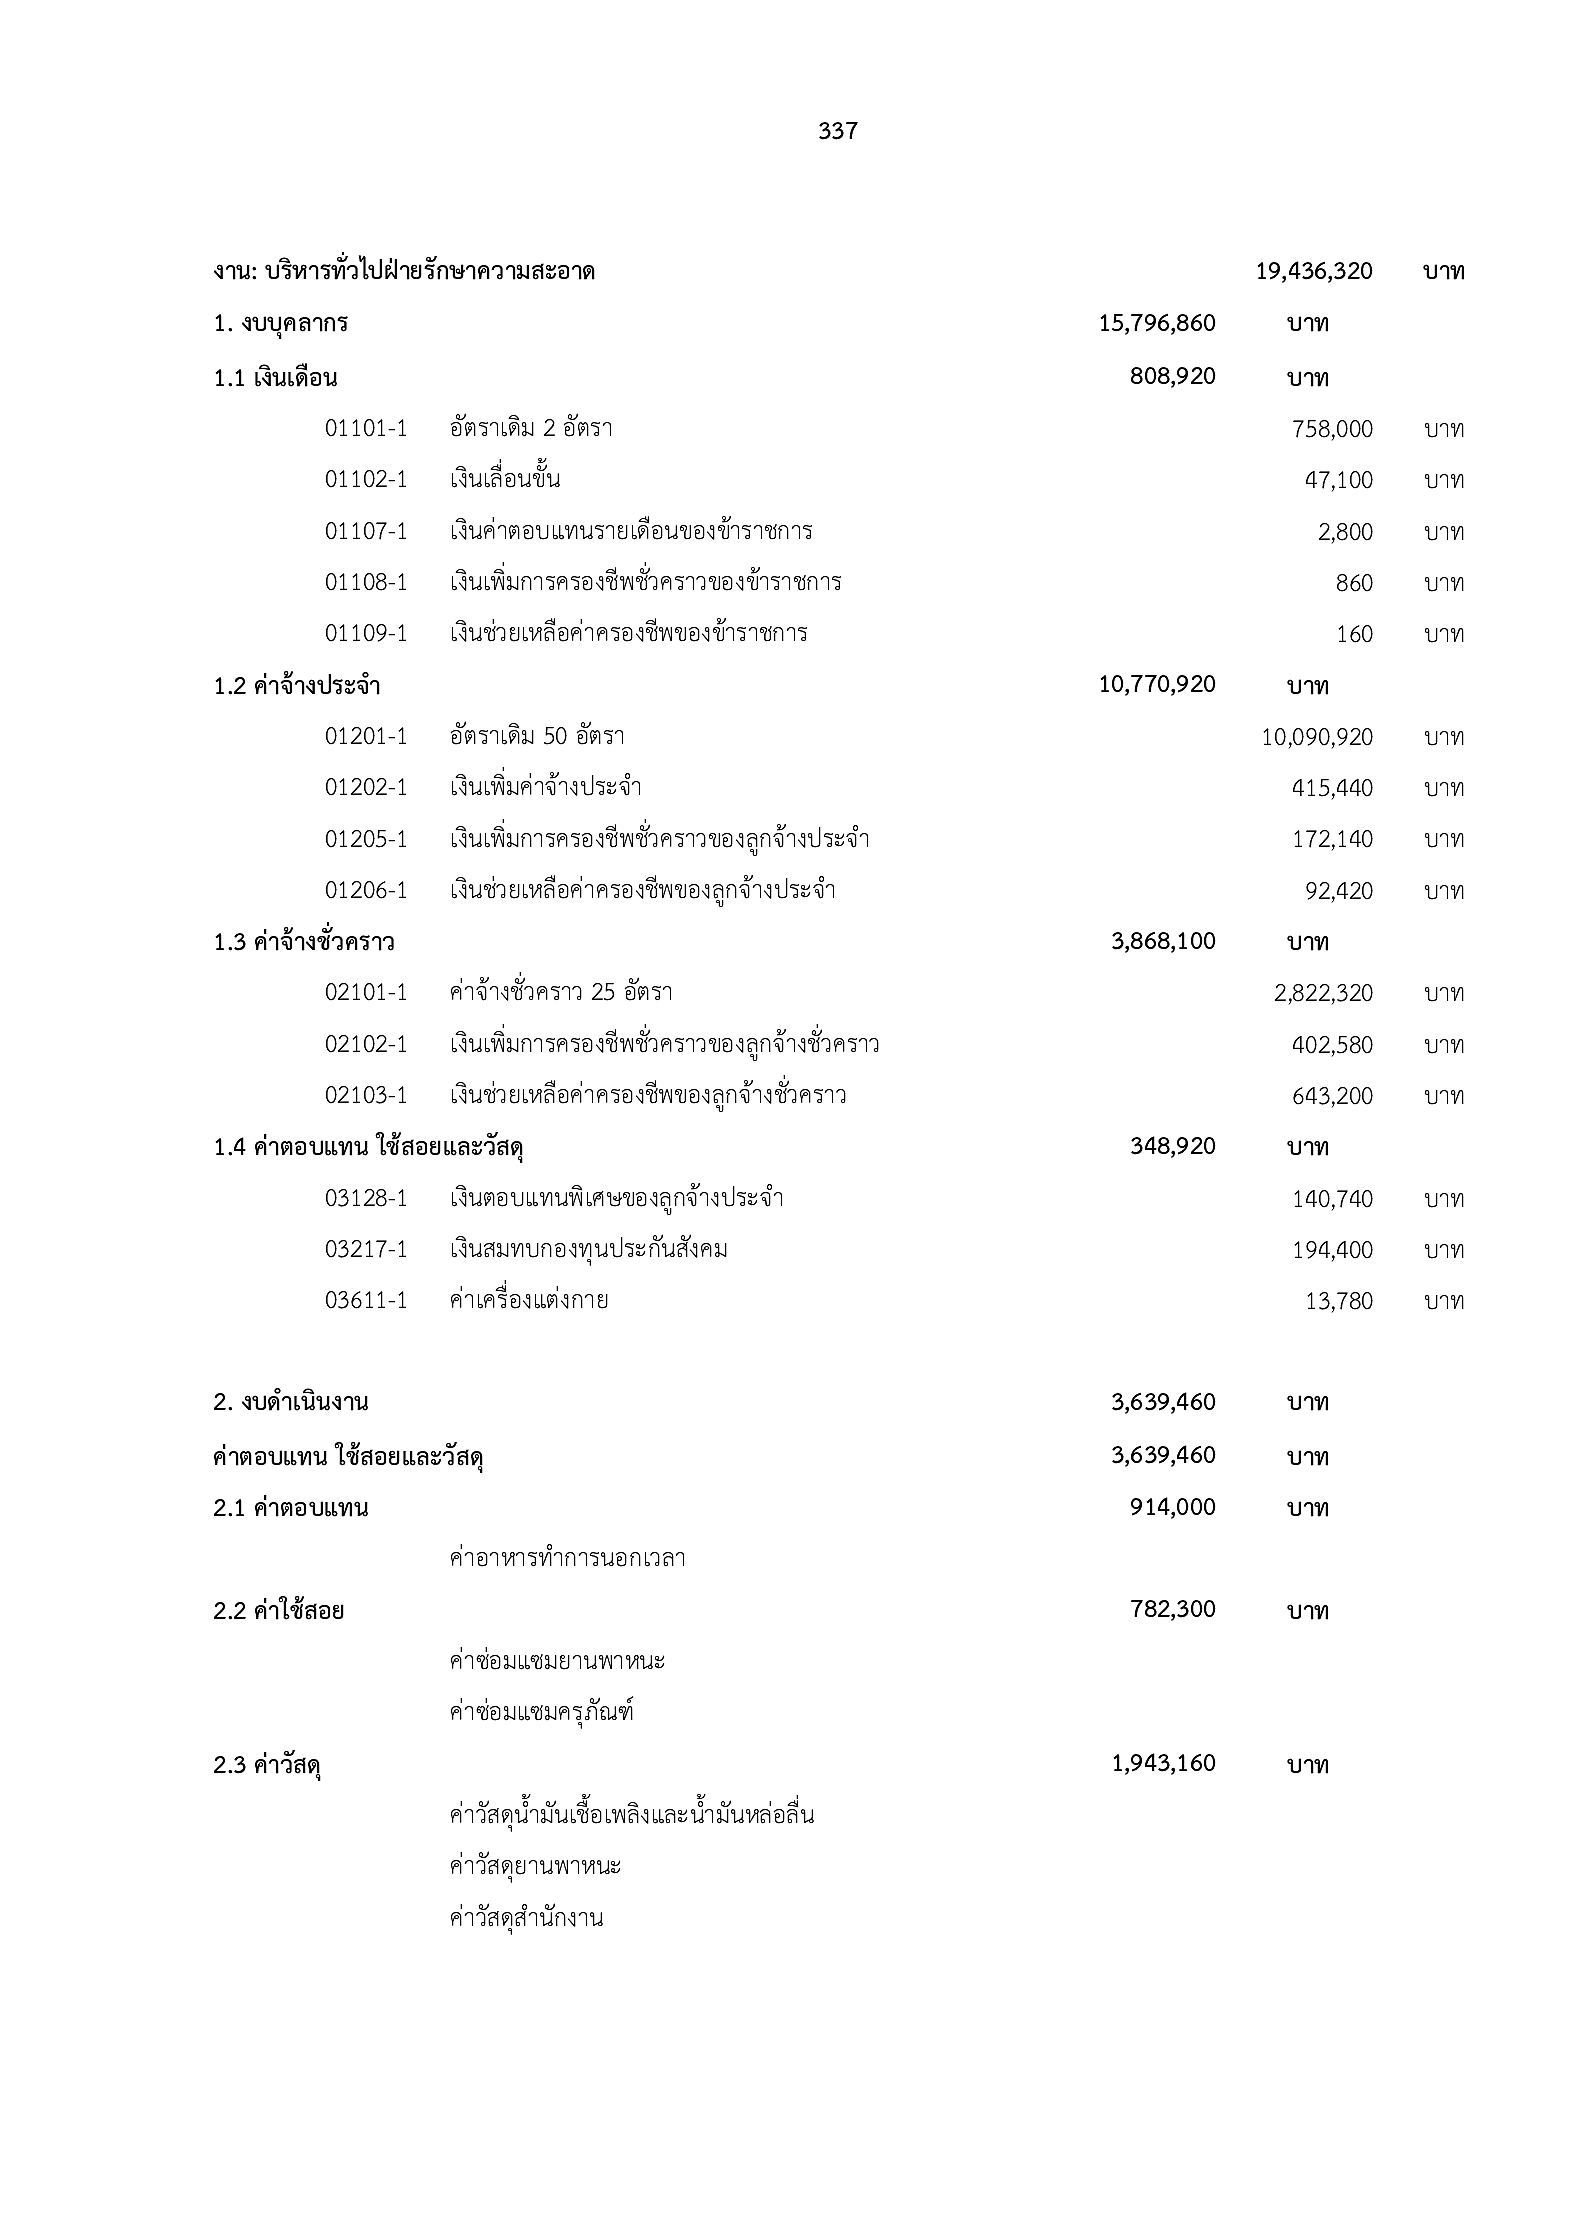 337
งาน: บริหารทั่วไปฝ่ายรักษาความสะอาด 19,436,320 บาท
1. งบบุคลากร 15,796,860 บาท
1.1 เงินเดือน 808,920 บาท
01101-1 อัตราเดิม 2 อัตรา 758,000 บาท
01102-1 เงินเลื่อนขั้น 47,100 บาท
01107-1 เงินค่าตอบแทนรายเดือนของข้าราชการ 2,800 บาท
01108-1 เงินเพิ่มการครองชีพชั่วคราวของข้าราชการ 860 บาท
01109-1 เงินช่วยเหลือค่าครองชีพของข้าราชการ 160 บาท
1.2 ค่าจ้างประจำ 10,770,920 บาท
01201-1 อัตราเดิม 50 อัตรา 10,090,920 บาท
01202-1 เงินเพิ่มค่าจ้างประจำ 415,440 บาท
01205-1 เงินเพิ่มการครองชีพชั่วคราวของลูกจ้างประจำ 172,140 บาท
01206-1 เงินช่วยเหลือค่าครองชีพของลูกจ้างประจำ 92,420 บาท
1.3 ค่าจ้างชั่วคราว 3,868,100 บาท
02101-1 ค่าจ้างชั่วคราว 25 อัตรา 2,822,320 บาท
02102-1 เงินเพิ่มการครองชีพชั่วคราวของลูกจ้างชั่วคราว 402,580 บาท
02103-1 เงินช่วยเหลือค่าครองชีพของลูกจ้างชั่วคราว 643,200 บาท
1.4 ค่าตอบแทน ใช้สอยและวัสดุ 348,920 บาท
03128-1 เงินตอบแทนพิเศษของลูกจ้างประจำ 140,740 บาท
03217-1 เงินสมทบกองทุนประกันสังคม 194,400 บาท
03611-1 ค่าเครื่องแต่งกาย 13,780 บาท
2. งบดำเนินงาน 3,639,460 บาท
ค่าตอบแทน ใช้สอยและวัสดุ 3,639,460 บาท
2.1 ค่าตอบแทน 914,000 บาท
ค่าอาหารทำการนอกเวลา
2.2 ค่าใช้สอย 782,300 บาท
ค่าซ่อมแซมยานพาหนะ
ค่าซ่อมแซมครุภัณฑ์
2.3 ค่าวัสดุ 1,943,160 บาท
ค่าวัสดุน้ำมันเชื้อเพลิงและน้ำมันหล่อลื่น
ค่าวัสดุยานพาหนะ
ค่าวัสดุสำนักงาน